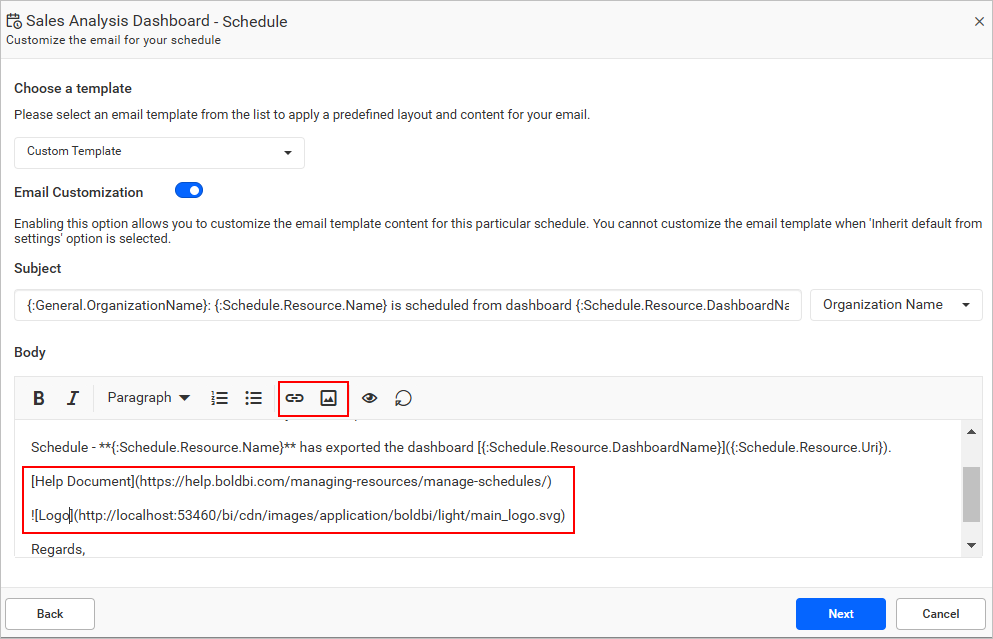 Sales Analysis Dashboard - Schedule
Customize the email for your schedule
Choose a template
Please select an email template from the list to apply a predefined layout and content for your email.
Custom Template
Email Customization
Enabling this option allows you to customize the email template content for this particular schedule. You cannot customize the email template when 'Inherit default from
settings' option is selected.
Subject
{:General.OrganizationName}: {:Schedule.Resource.Name} is scheduled from dashboard {:Schedule.Resource.DashboardNa
Organization Name
Body
B I Paragraph
Schedule - **{:Schedule.Resource.Name}** has exported the dashboard [{:Schedule.Resource.DashboardName}]({:Schedule.Resource.Uri}).
[Help Document](https://help.boldbi.com/managing-resources/manage-schedules/)
![Logo](http://localhost:53460/bi/cdn/images/application/boldbi/light/main_logo.svg)
Regards,
Back
Next
Cancel